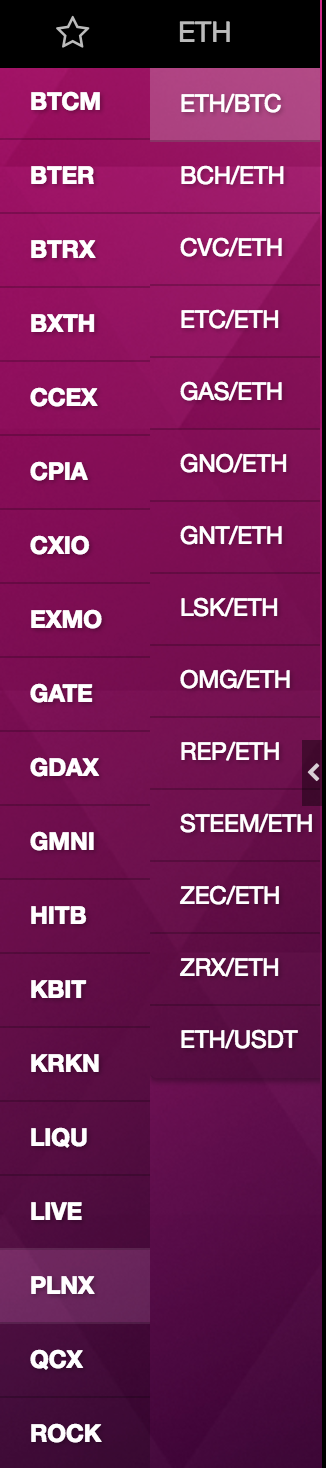 ETH
BTCM
BTER
BTRX
BXTH
CCEX
CPIA
CXIO
EXMO
GATE
GDAX
GMNI
HITB
KBIT
KRKN
LIQU
LIVE
PLNX
QCX
ROCK
ETH/BTC
BCH/ETH
CVC/ETH
ETC/ETH
GAS/ETH
GNO/ETH
GNT/ETH
LSK/ETH
OMG/ETH
REP/ETH
STEEM/ETH
ZEC/ETH
ZRX/ETH
ETH/USDT